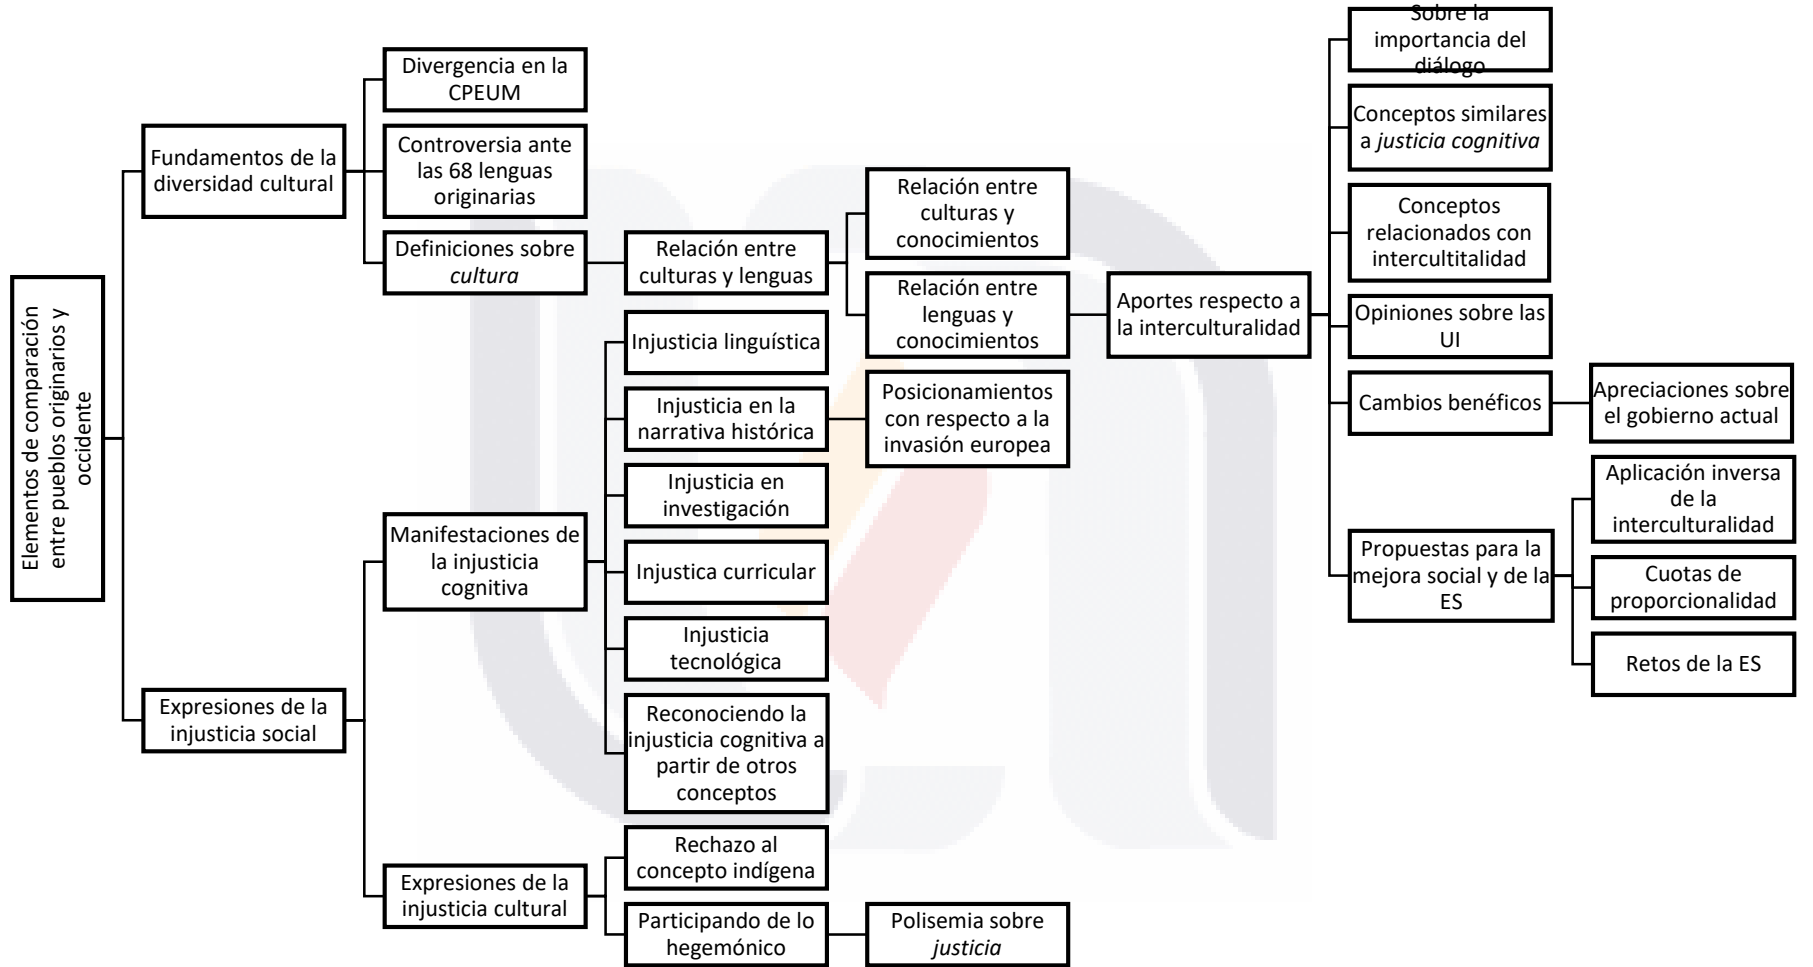 Elementos de comparación
entre pueblos originarios y
occidente
Fundamentos de la
diversidad cultural
Divergencia en la
CPEUM
Controversia ante
las 68 lenguas
originarias
Definiciones sobre
cultura
Relación entre
culturas y lenguas
Relación entre
culturas y
conocimientos
Relación entre
lenguas y
conocimientos
Aportes respecto a
la interculturalidad
Sobre la
importancia del
diálogo
Conceptos similares
a justicia cognitiva
Conceptos
relacionados con
intercultitalidad
Opiniones sobre las
UI
Cambios benéficos
Apreciaciones sobre
el gobierno actual
Propuestas para la
mejora social y de la
ES
Aplicación inversa
de la
interculturalidad
Cuotas de
proporcionalidad
Retos de la ES
Expresiones de la
injusticia social
Manifestaciones de
la injusticia
cognitiva
Injusticia linguística
Injusticia en la
narrativa histórica
Posicionamientos
con respecto a la
invasión europea
Injusticia en
investigación
Injustica curricular
Injusticia
tecnológica
Reconociendo la
injusticia cognitiva a
partir de otros
conceptos
Expresiones de la
injusticia cultural
Rechazo al
concepto indígena
Participando de lo
hegemónico
Polisemia sobre
justicia